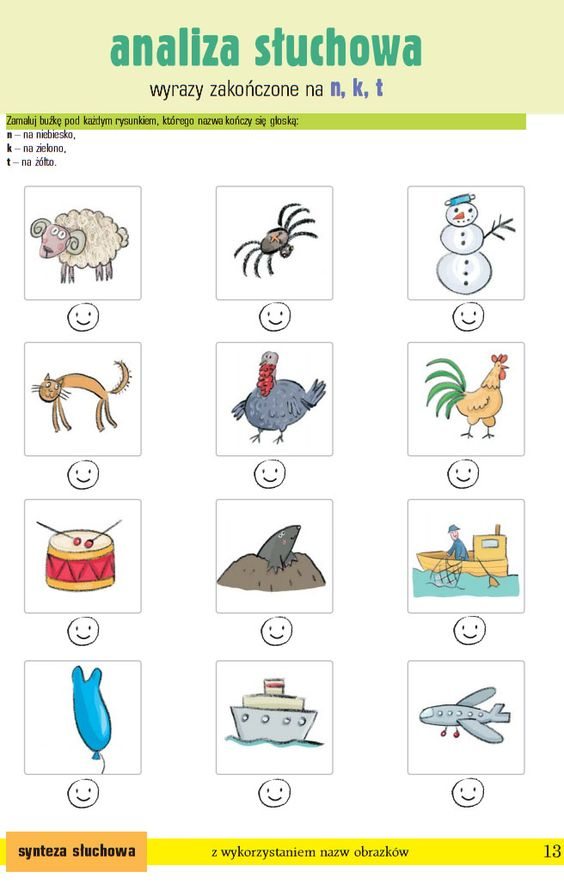 analiza słuchowa
wyrazy zakończone na n, k, t
Zamaluj buźkę pod każdym rysunkiem, którego nazwa kończy się głoską:
n – na niebiesko,
k – na zielono,
t – na żółto.
synteza słuchowa z wykorzystaniem nazw obrazków 13